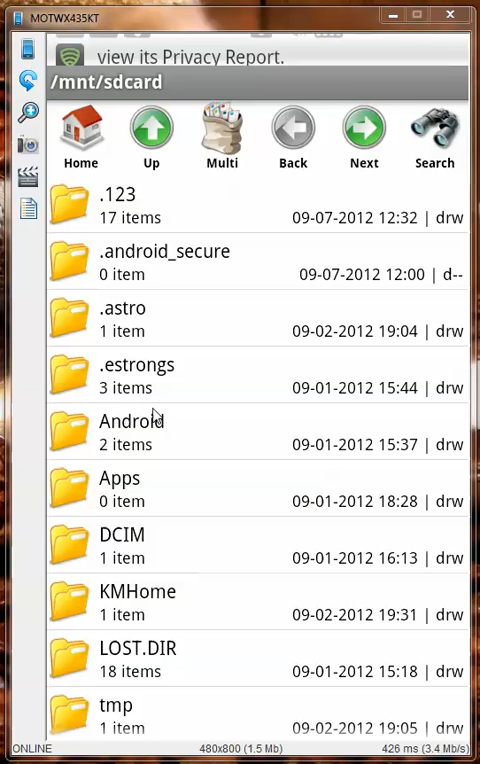 MOTWX435KT
view its Privacy Report.
/mnt/sdcard
Home Up Multi Back Next Search
.123
17 items 09-07-2012 12:32 | drw
.android_secure
0 item 09-07-2012 12:00 | d--
.astro
1 item 09-02-2012 19:04 | drw
.estrongs
3 items 09-01-2012 15:44 | drw
Android
2 items 09-01-2012 15:37 | drw
Apps
0 item 09-01-2012 18:28 | drw
DCIM
1 item 09-01-2012 16:13 | drw
KMHome
1 item 09-02-2012 19:31 | drw
LOST.DIR
18 items 09-01-2012 15:18 | drw
tmp
1 item 09-02-2012 19:05 | drw
ONLINE 480x800 (1.5 Mb) 426 ms (3.4 Mb/s)